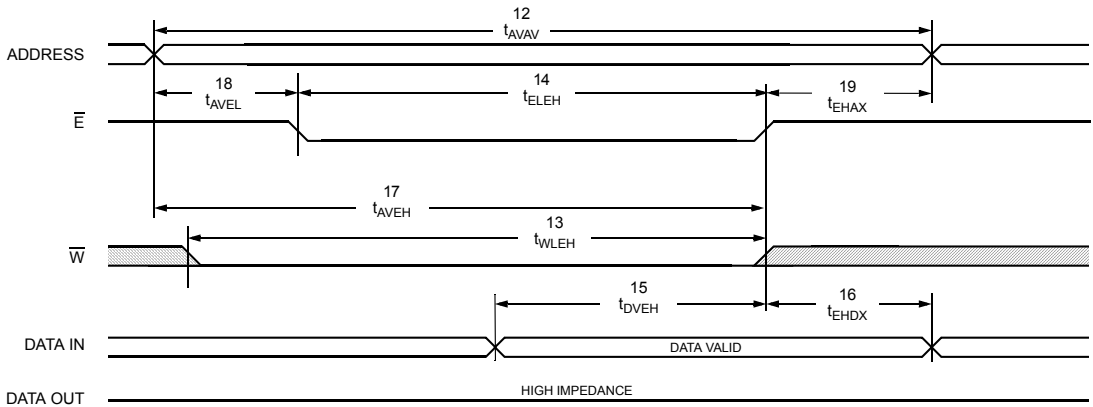 12
tAVAV
ADDRESS
18
tAVEL
14
tELEH
19
tEHAX
E̅
17
tAVEH
13
tWLEH
W̅
15
tDVEH
16
tEHDX
DATA IN
DATA VALID
DATA OUT
HIGH IMPEDANCE